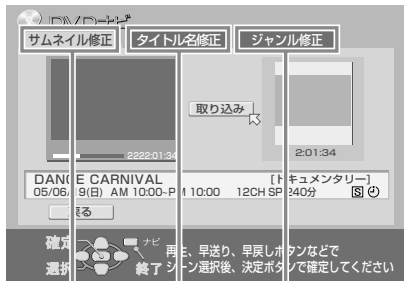 DVD-ナビ
サムネイル修正 タイトル名修正 ジャンル修正
取り込み
2222:01:34 2:01:34
DANCE CARNIVAL [ドキュメンタリー]
05/06/19(日) AM 10:00~PM 10:00 12CH SP 240分 S
戻る
確定 ナビ 再生、早送り、早戻しボタンなどで
選択 終了 シーン選択後、決定ボタンで確定してください